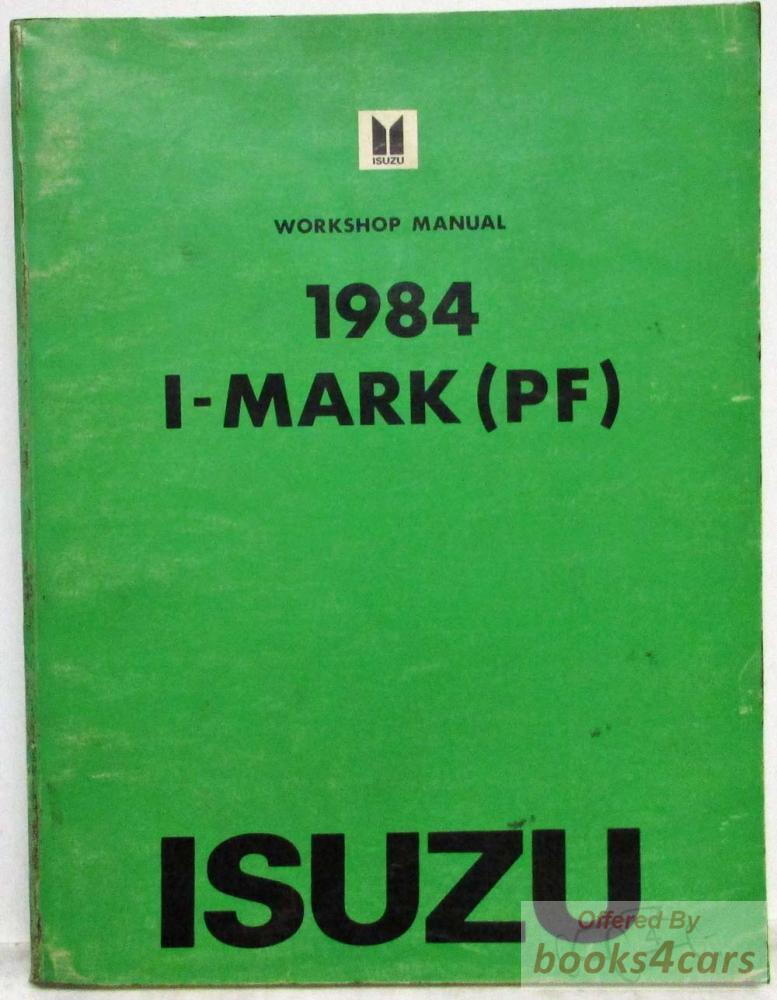 ISUZU
WORKSHOP MANUAL
1984
I-MARK (PF)
ISUZU
Offered By
books4cars